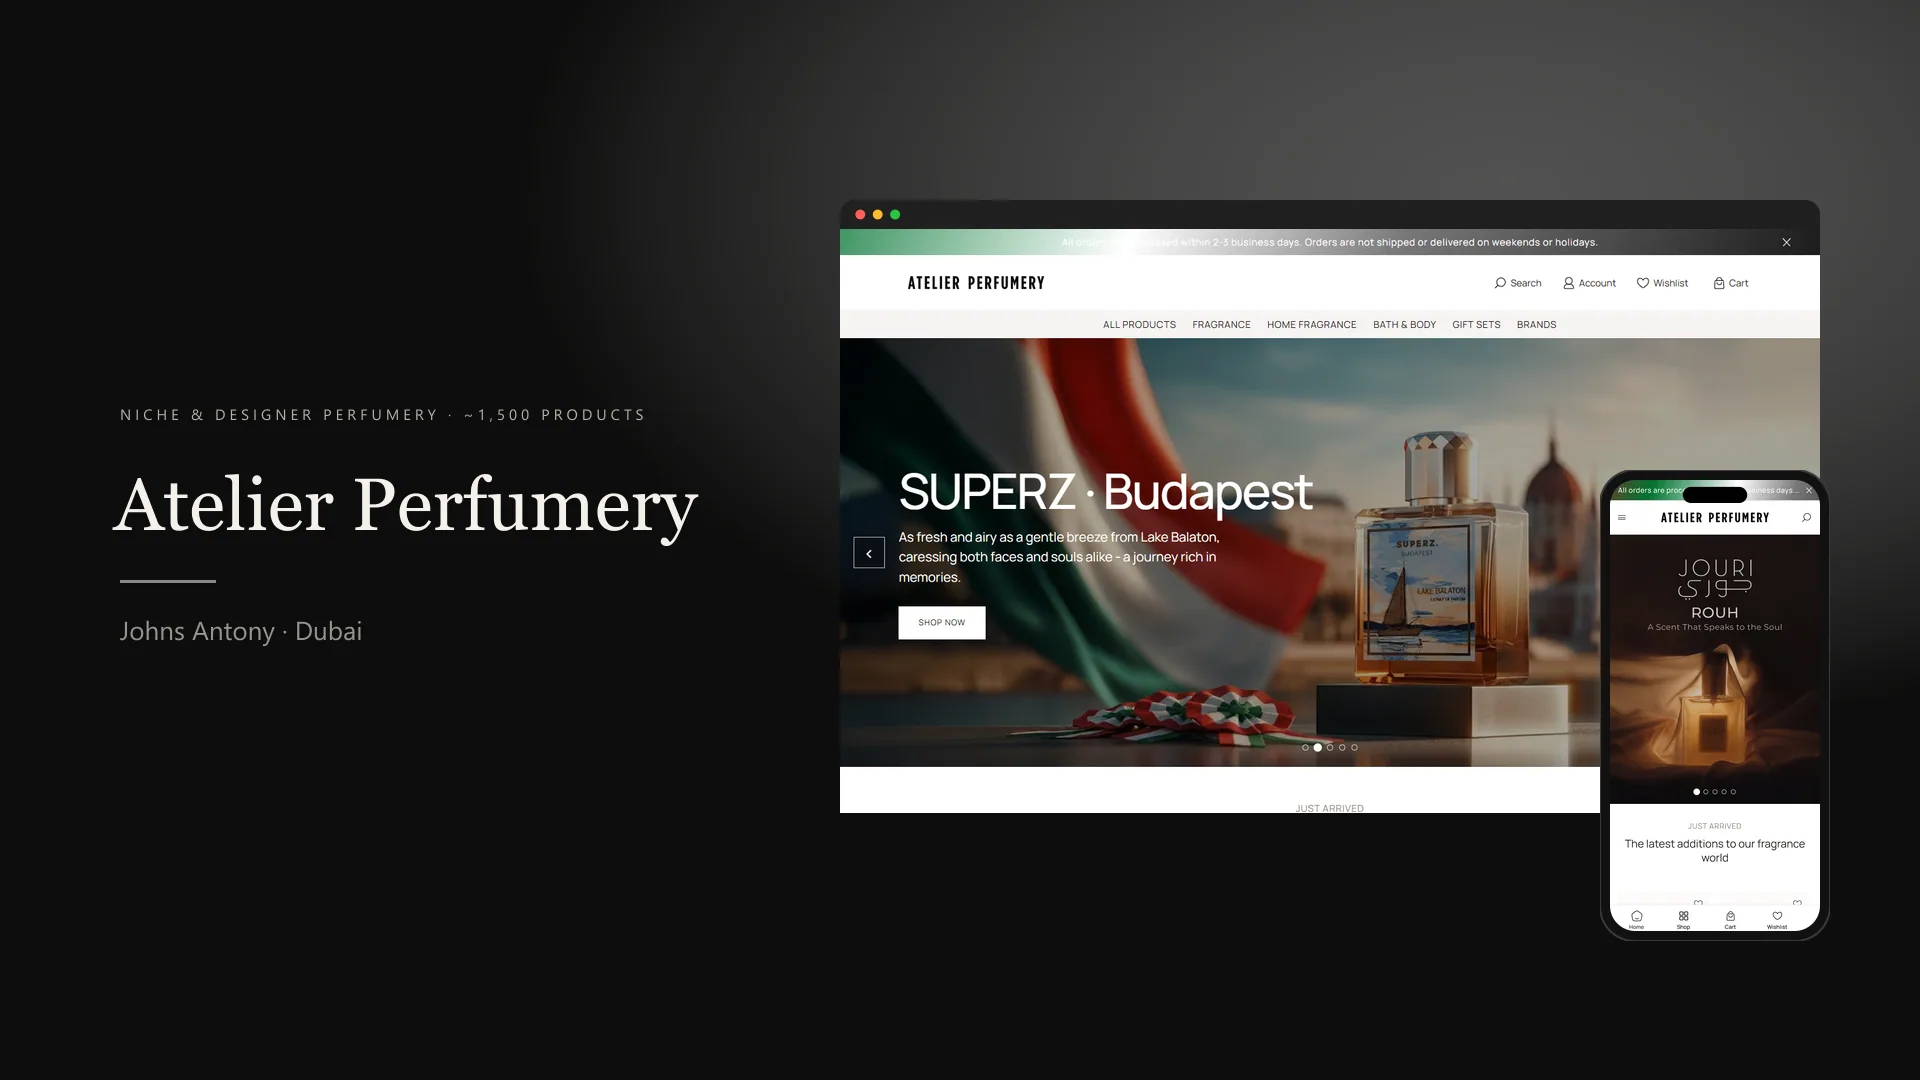 NICHE & DESIGNER PERFUMERY · ~1,500 PRODUCTS
Atelier Perfumery
Johns Antony · Dubai
All orders within 2-3 business days. Orders are not shipped or delivered on weekends or holidays.
ATELIER PERFUMERY
Search Account Wishlist Cart
ALL PRODUCTS FRAGRANCE HOME FRAGRANCE BATH & BODY GIFT SETS BRANDS
SUPERZ · Budapest
As fresh and airy as a gentle breeze from Lake Balaton,
caressing both faces and souls alike - a journey rich in
memories.
SHOP NOW
SUPERZ.
BUDAPEST
LAKE BALATON
JUST ARRIVED
All orders are business days...
ATELIER PERFUMERY
JOURI
جوري
ROUH
A Scent That Speaks to the Soul
JUST ARRIVED
The latest additions to our fragrance
world
Home Shop Cart Wishlist